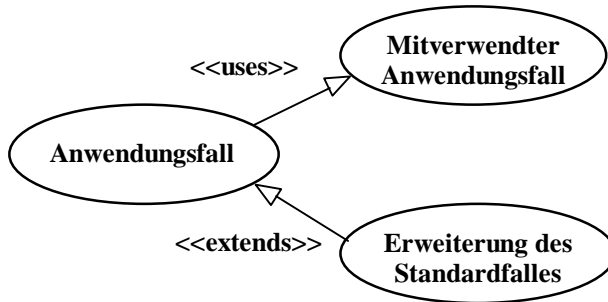 Mitverwendter
Anwendungsfall
<<uses>>
Anwendungsfall
<<extends>>
Erweiterung des
Standardfalles